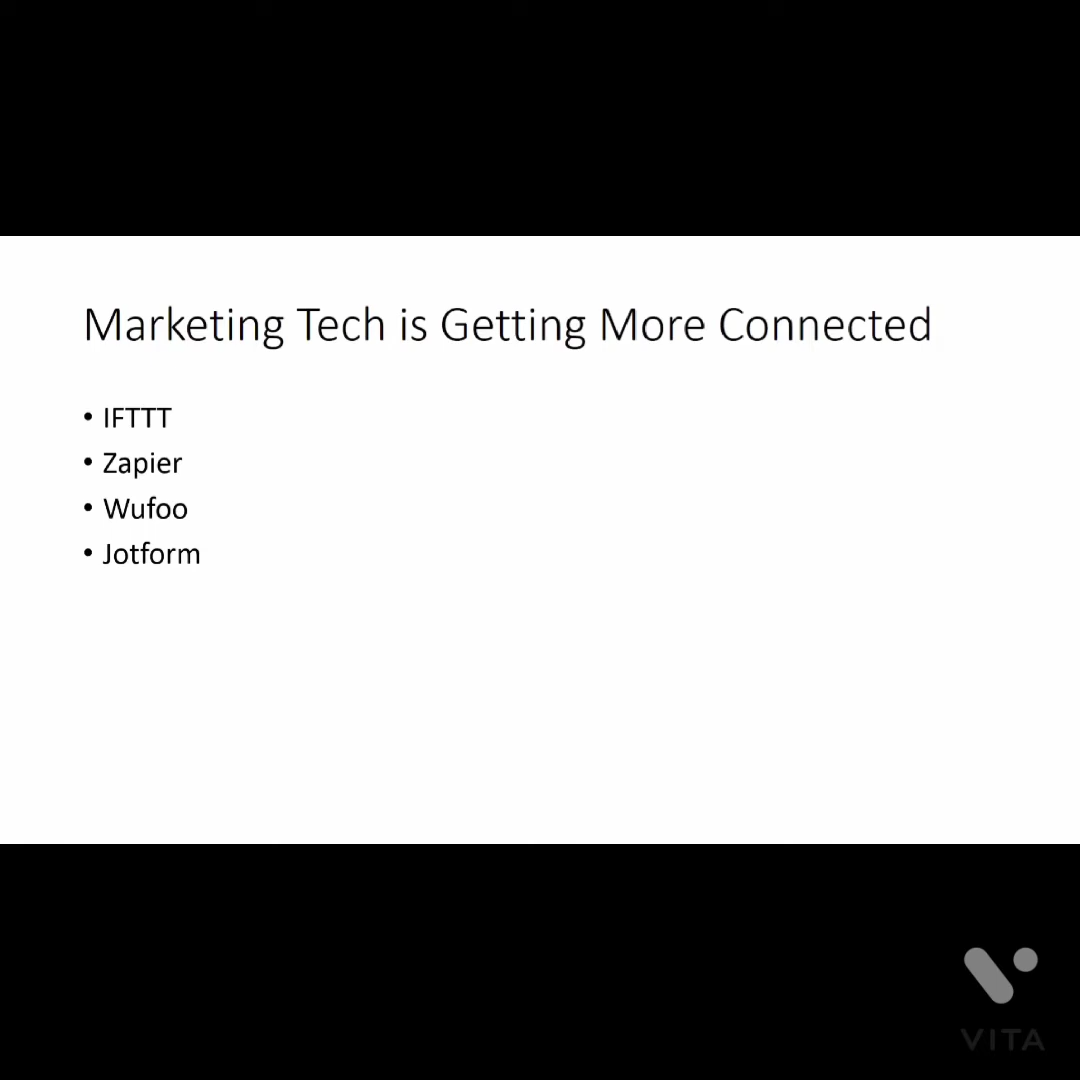 Marketing Tech is Getting More Connected
• IFTTT
• Zapier
• Wufoo
• Jotform
VITA